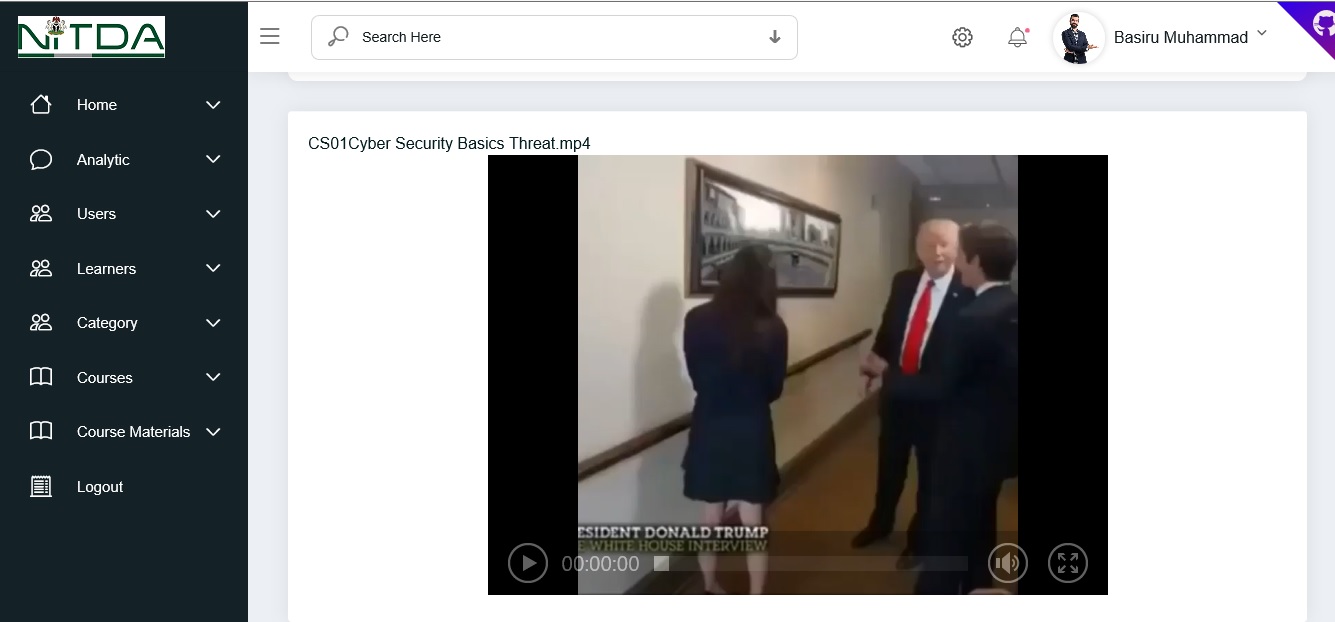 NiTDA
Search Here
Basiru Muhammad
Home
Analytic
Users
Learners
Category
Courses
Course Materials
Logout
CS01Cyber Security Basics Threat.mp4
ESIDENT DONALD TRUMP
E WHITE HOUSE INTERVIEW
00:00:00